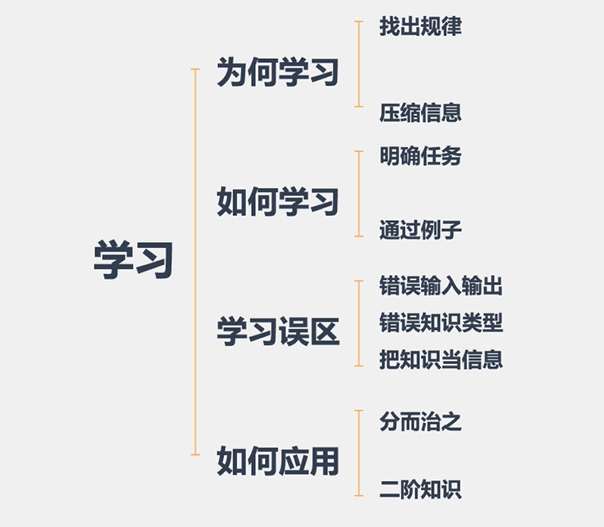 学习
为何学习
找出规律
压缩信息
如何学习
明确任务
通过例子
学习误区
错误输入输出
错误知识类型
把知识当信息
如何应用
分而治之
二阶知识